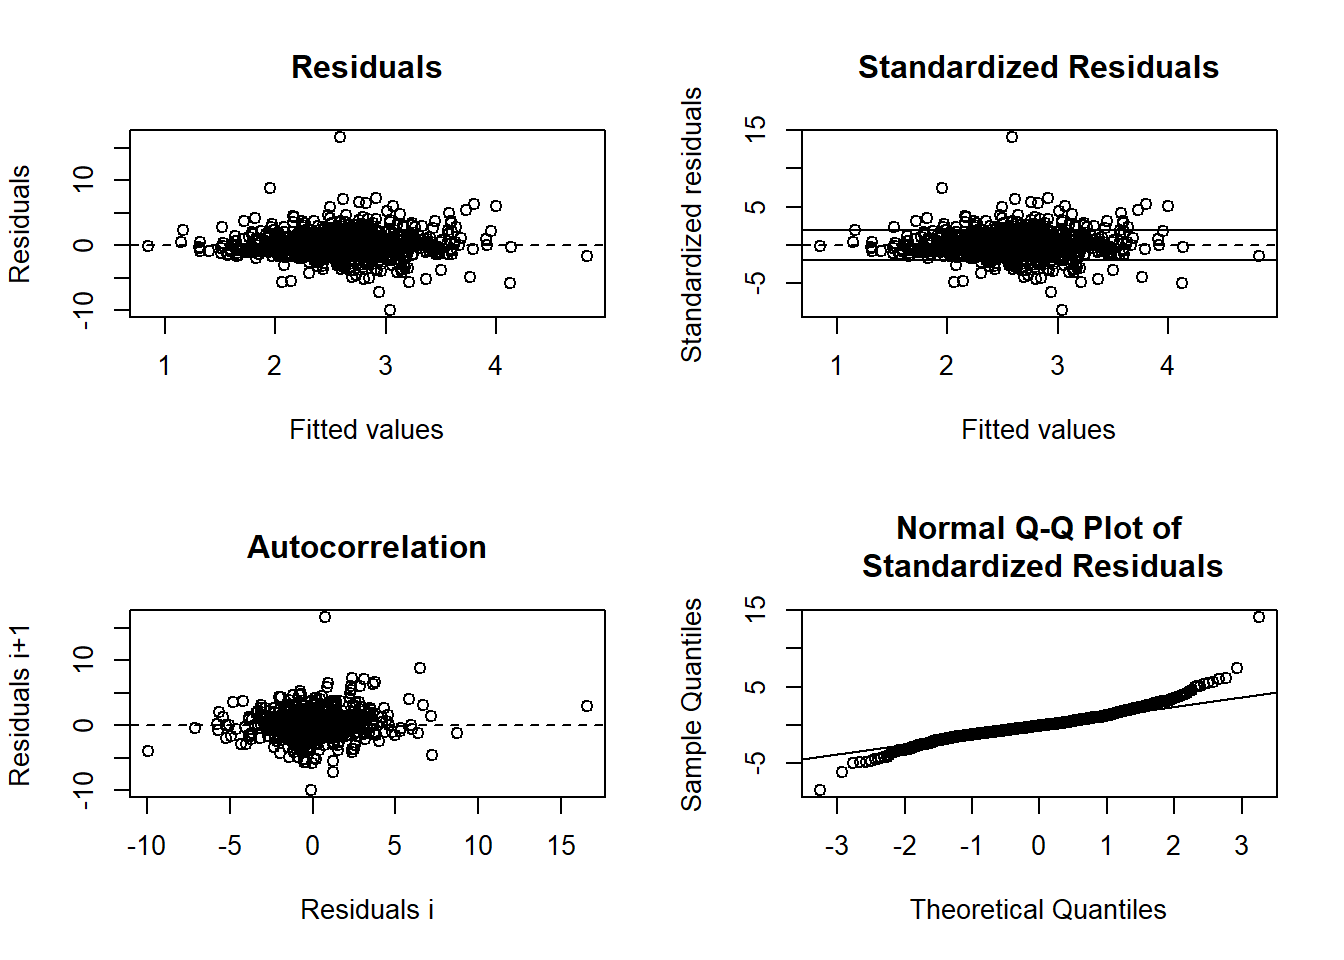 Residuals
Residuals
10
0
-10
1 2 3 4
Fitted values
Standardized Residuals
Standardized residuals
15
5
-5
1 2 3 4
Fitted values
Autocorrelation
Residuals i+1
10
0
-10
-10 -5 0 5 10 15
Residuals i
Normal Q-Q Plot of
Standardized Residuals
Sample Quantiles
15
5
-5
-3 -2 -1 0 1 2 3
Theoretical Quantiles